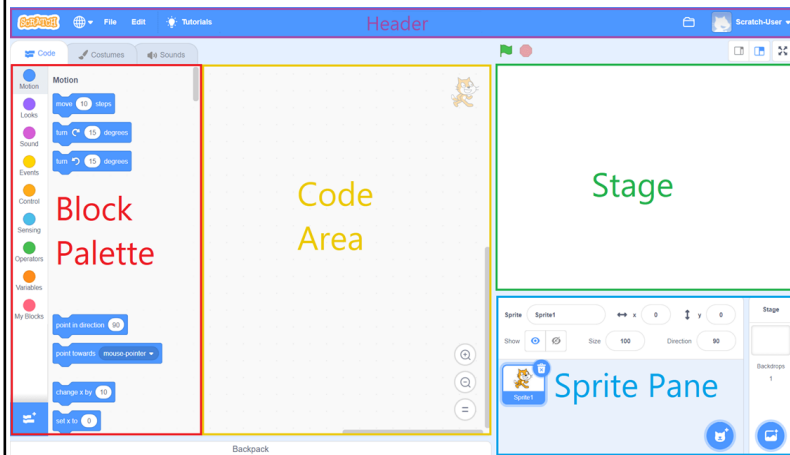 SCRATCH File Edit Tutorials Header Scratch-User
Code Costumes Sounds
Motion
Looks
Sound
Events
Control
Sensing
Operators
Variables
My Blocks
Motion
move 10 steps
turn 15 degrees
turn 15 degrees
Block
Palette
point in direction 90
point towards mouse-pointer
change x by 10
set x to 0
Code
Area
Stage
Sprite Sprite1 x 0 y 0
Show Size 100 Direction 90
Sprite1
Sprite Pane
Stage
Backdrops
1
Backpack